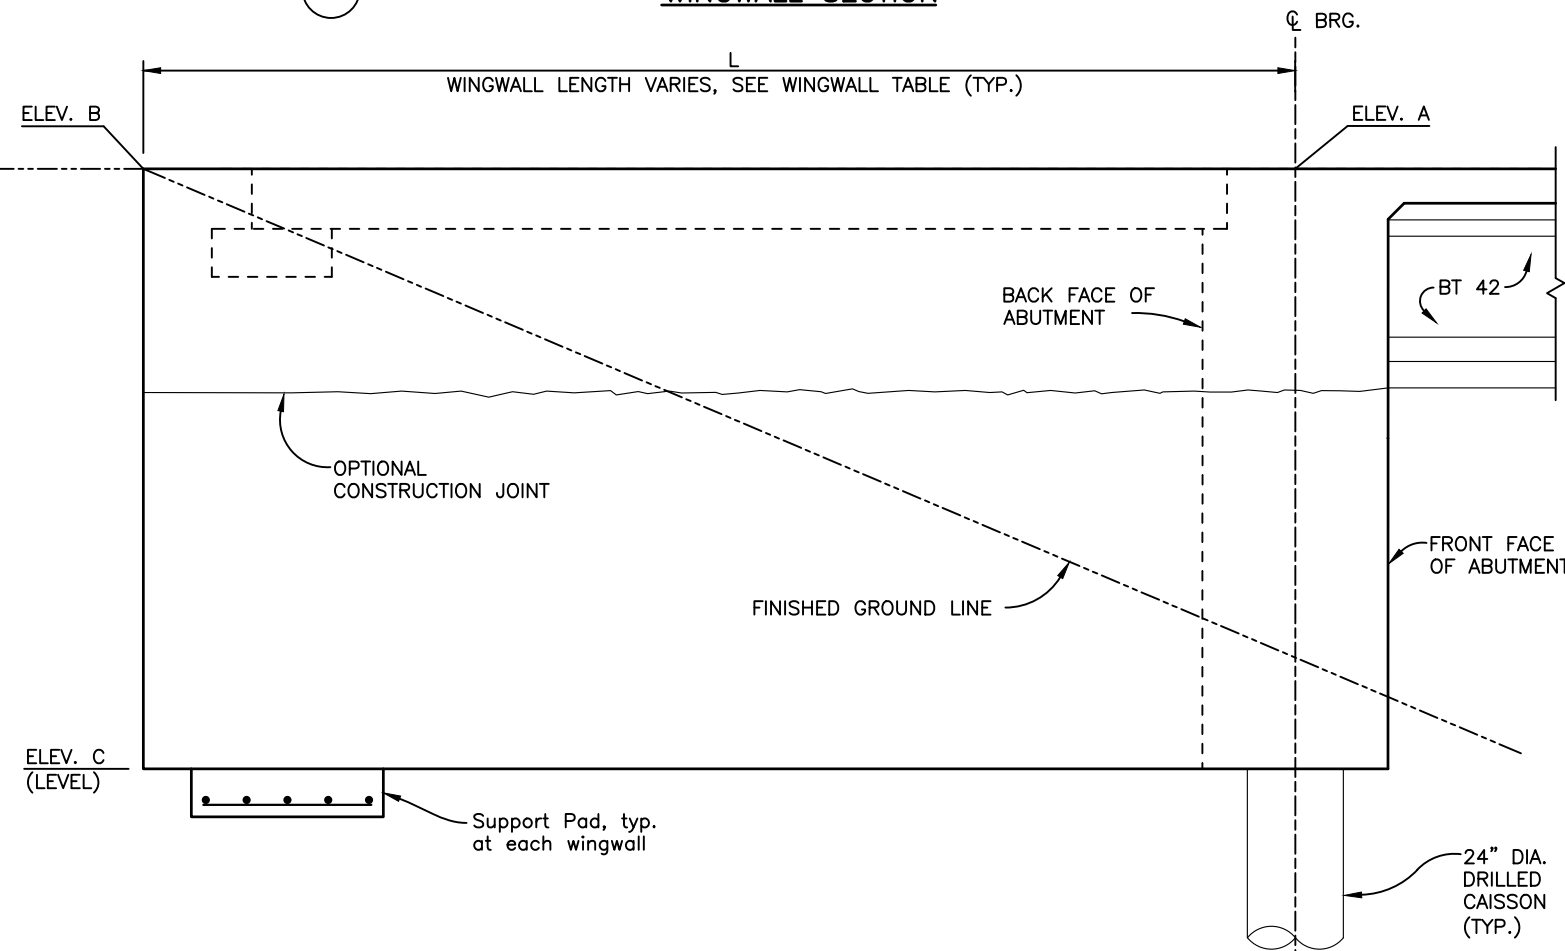 WINGWALL SECTION
℄ BRG.
L
WINGWALL LENGTH VARIES, SEE WINGWALL TABLE (TYP.)
ELEV. B
ELEV. A
BACK FACE OF
ABUTMENT
BT 42
OPTIONAL
CONSTRUCTION JOINT
FRONT FACE
OF ABUTMENT
FINISHED GROUND LINE
ELEV. C
(LEVEL)
Support Pad, typ.
at each wingwall
24" DIA.
DRILLED
CAISSON
(TYP.)